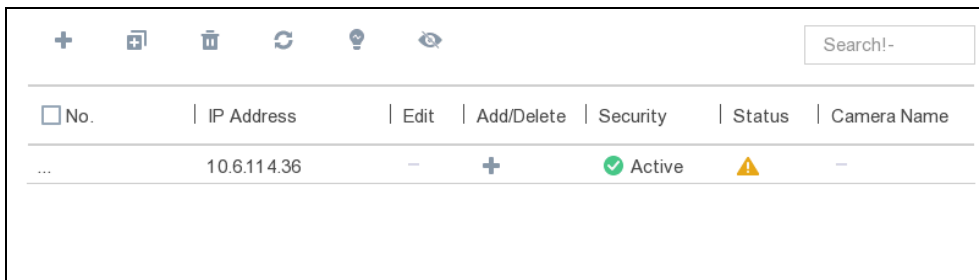 Search!-
No. IP Address Edit Add/Delete Security Status Camera Name
... 10.6.114.36 – Active –